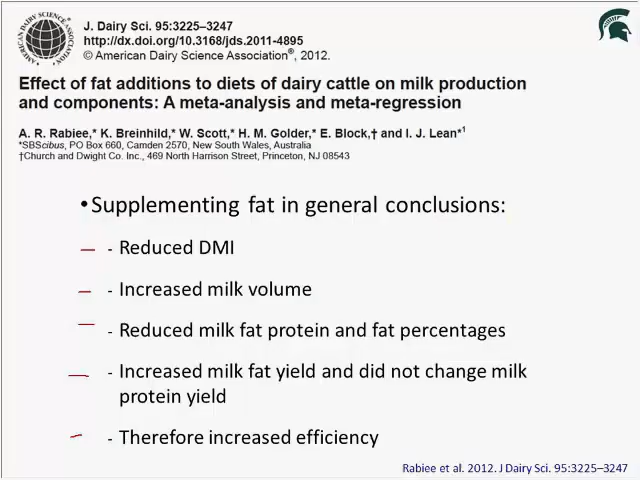 J. Dairy Sci. 95:3225–3247
http://dx.doi.org/10.3168/jds.2011-4895
© American Dairy Science Association®, 2012.
AMERICAN DAIRY SCIENCE ASSOCIATION
Effect of fat additions to diets of dairy cattle on milk production
and components: A meta-analysis and meta-regression
A. R. Rabiee,* K. Breinhild,* W. Scott,* H. M. Golder,* E. Block,† and I. J. Lean*¹
*SBScibus, PO Box 660, Camden 2570, New South Wales, Australia
†Church and Dwight Co. Inc., 469 North Harrison Street, Princeton, NJ 08543
•Supplementing fat in general conclusions:
- Reduced DMI
- Increased milk volume
- Reduced milk fat protein and fat percentages
- Increased milk fat yield and did not change milk
protein yield
- Therefore increased efficiency
Rabiee et al. 2012. J Dairy Sci. 95:3225–3247